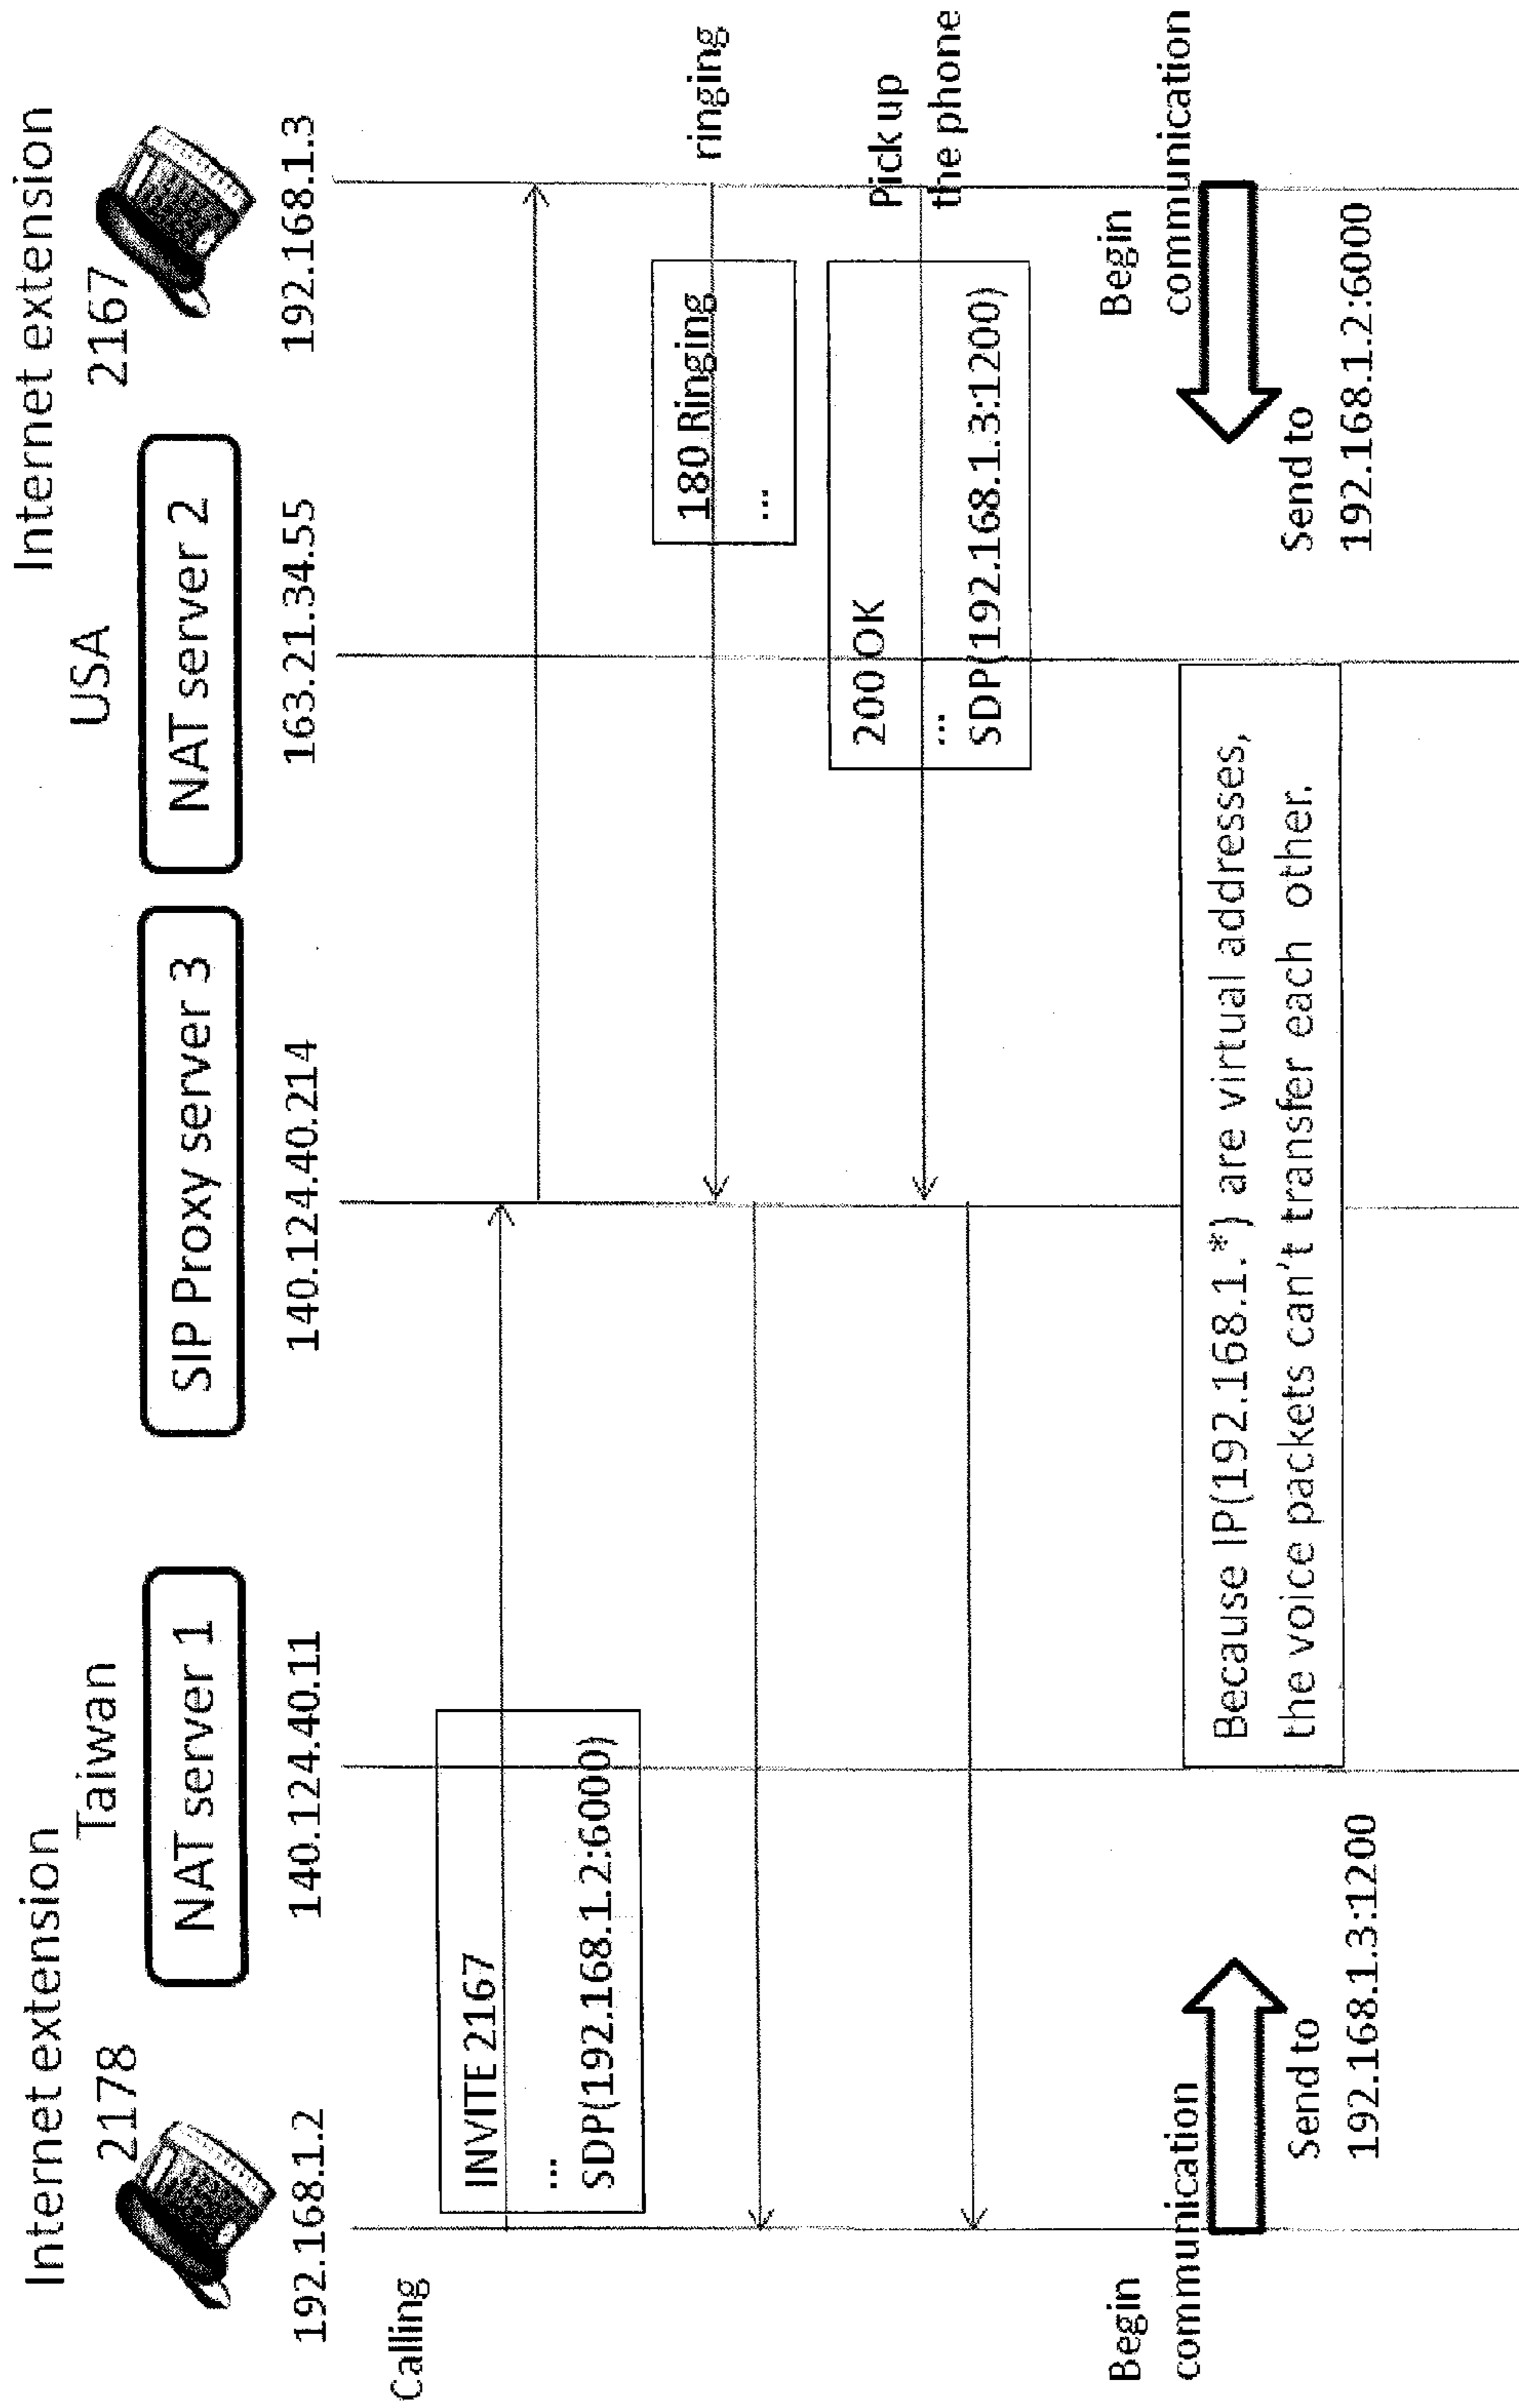 Internet extension
Internet extension
Taiwan
USA
2178
2167
NAT server 1
SIP Proxy server 3
NAT server 2
192.168.1.2
140.124.40.11
140.124.40.214
163.21.34.55
192.168.1.3
Calling
INVITE 2167
...
SDP(192.168.1.2:6000)
180 Ringing
...
ringing
200 OK
...
SDP(192.168.1.3:1200)
Pick up
the phone
Begin
communication
Begin
communication
Because IP(192.168.1.*) are virtual addresses,
the voice packets can't transfer each other.
Send to
192.168.1.3:1200
Send to
192.168.1.2:6000